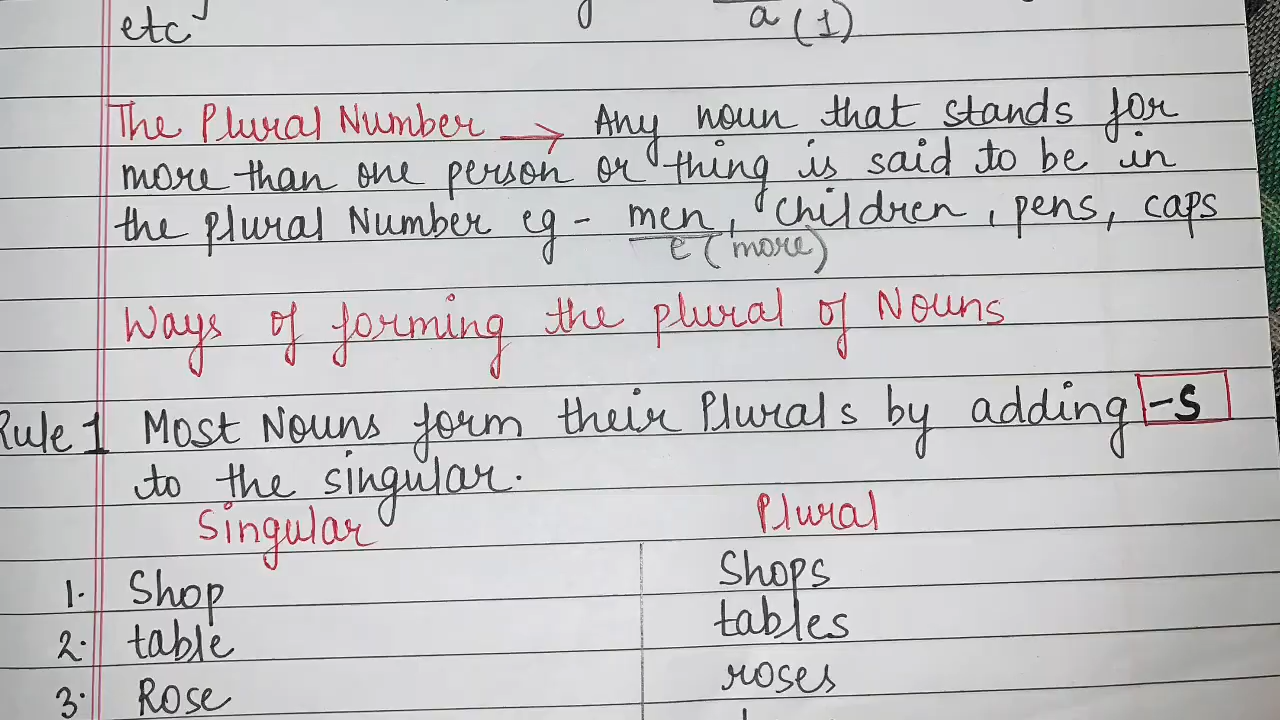 etc
a (1)
The Plural Number → Any noun that stands for
more than one person or thing is said to be in
the plural Number eg - men, children, pens, caps
e (more)
Ways of forming the plural of Nouns
Rule 1 Most Nouns form their Plurals by adding -s
to the singular.
Singular Plural
1. Shop Shops
2. table tables
3. Rose roses